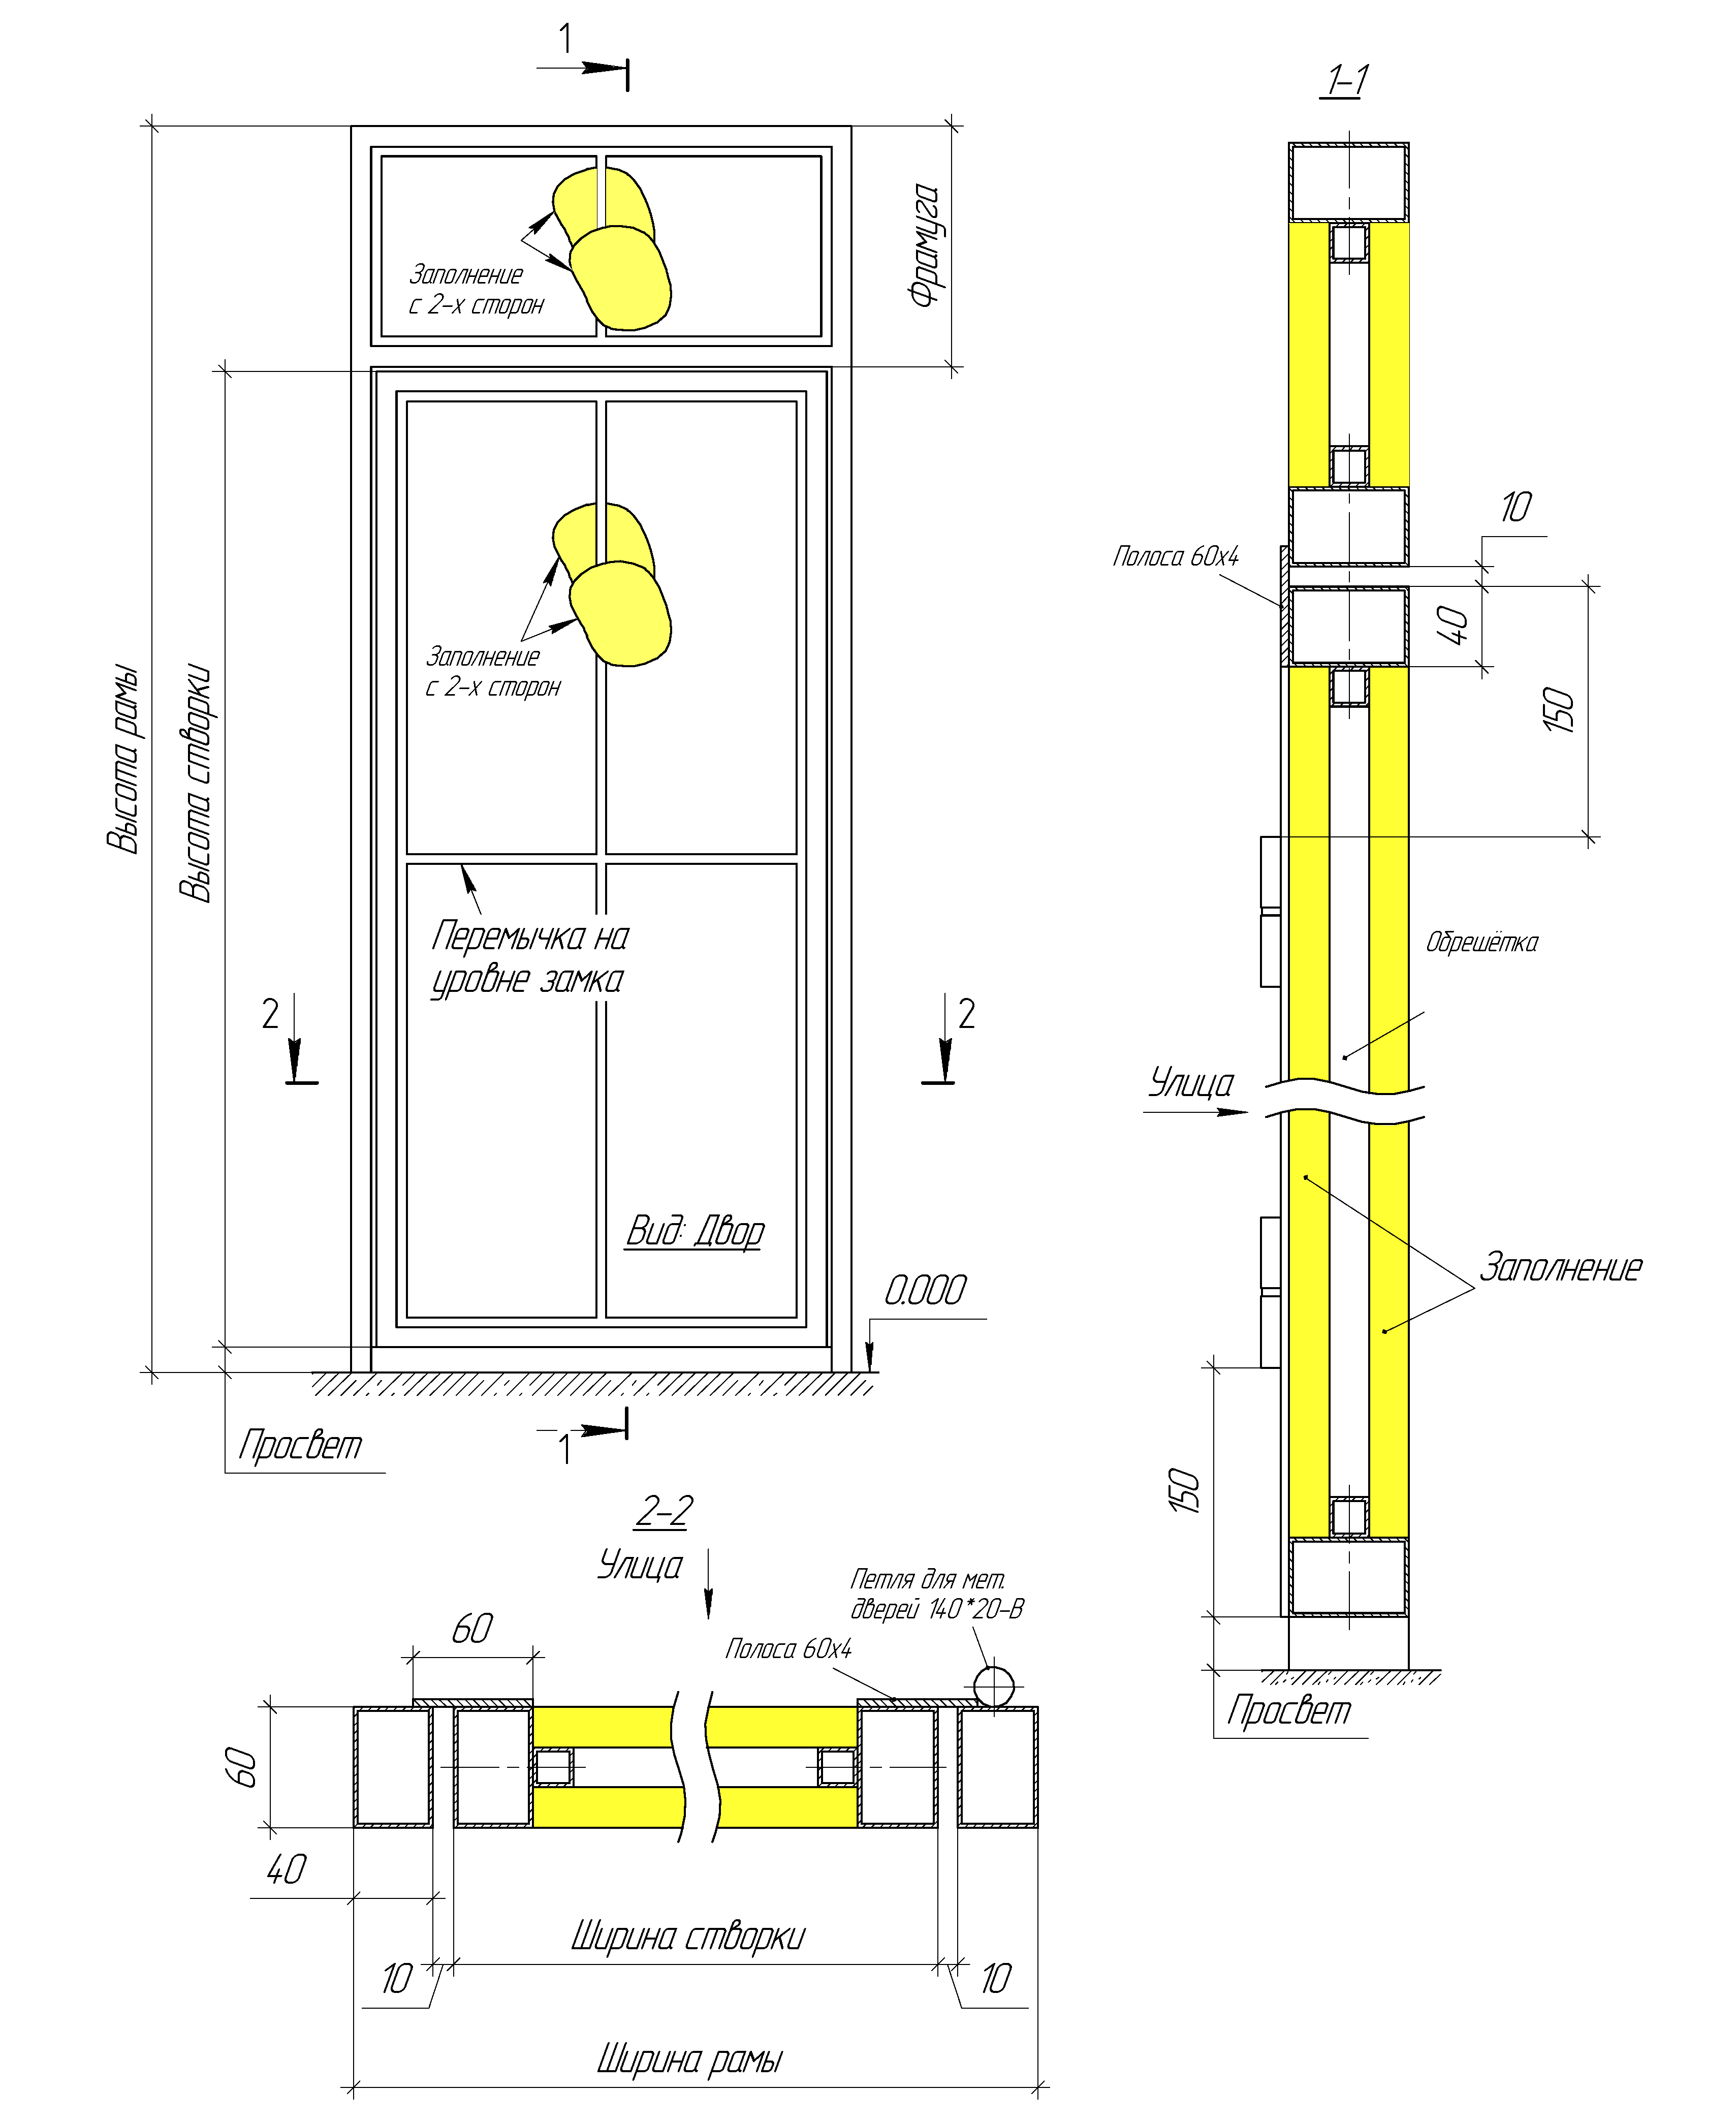 1
1-1
Фрамуга
Заполнение
с 2-х сторон
10
Полоса 60х4
40
150
Заполнение
с 2-х сторон
Высота рамы
Высота створки
Перемычка на
уровне замка
Обрешётка
2
2
Улица
Вид: Двор
0.000
Заполнение
Просвет
1
150
2-2
Улица
Петля для мет.
дверей 140*20-В
60
Полоса 60х4
Просвет
60
40
Ширина створки
10
10
Ширина рамы